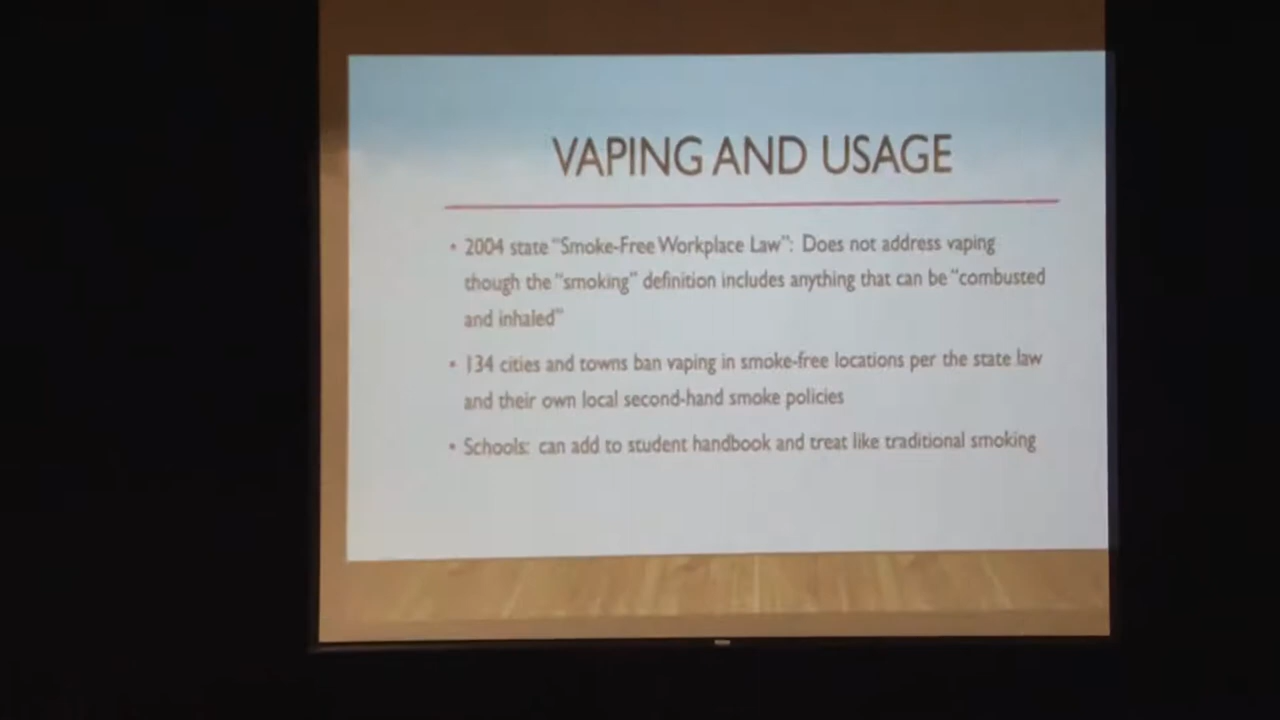 VAPING AND USAGE
• 2004 state "Smoke-Free Workplace Law": Does not address vaping
though the "smoking" definition includes anything that can be "combusted
and inhaled"
• 134 cities and towns ban vaping in smoke-free locations per the state law
and their own local second-hand smoke policies
• Schools: can add to student handbook and treat like traditional smoking